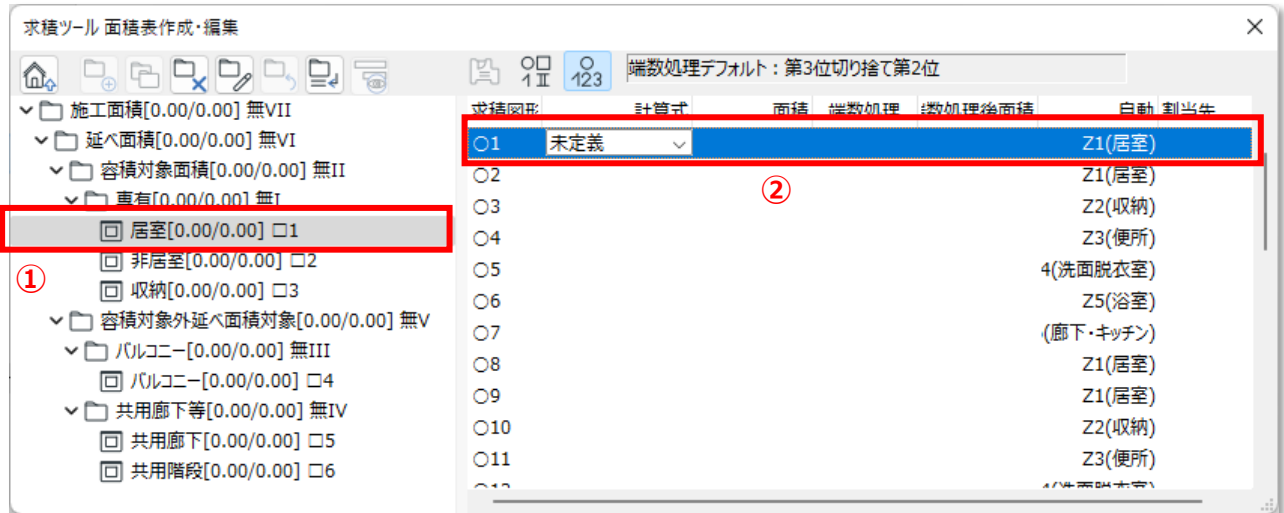 求積ツール 面積表作成・編集
端数処理デフォルト：第3位切り捨て第2位
施工面積[0.00/0.00] 無VII
延べ面積[0.00/0.00] 無VI
容積対象面積[0.00/0.00] 無II
専有[0.00/0.00] 無I
居室[0.00/0.00] □1
①
非居室[0.00/0.00] □2
収納[0.00/0.00] □3
容積対象外延べ面積対象[0.00/0.00] 無V
バルコニー[0.00/0.00] 無III
バルコニー[0.00/0.00] □4
共用廊下等[0.00/0.00] 無IV
共用廊下[0.00/0.00] □5
共用階段[0.00/0.00] □6
求積図形 計算式 面積 端数処理 数処理後面積 自動 割当先
○1 未定義 Z1(居室)
②
○2 Z1(居室)
○3 Z2(収納)
○4 Z3(便所)
○5 4(洗面脱衣室)
○6 Z5(浴室)
○7 (廊下・キッチン)
○8 Z1(居室)
○9 Z1(居室)
○10 Z2(収納)
○11 Z3(便所)
○12 4(洗面脱衣室)